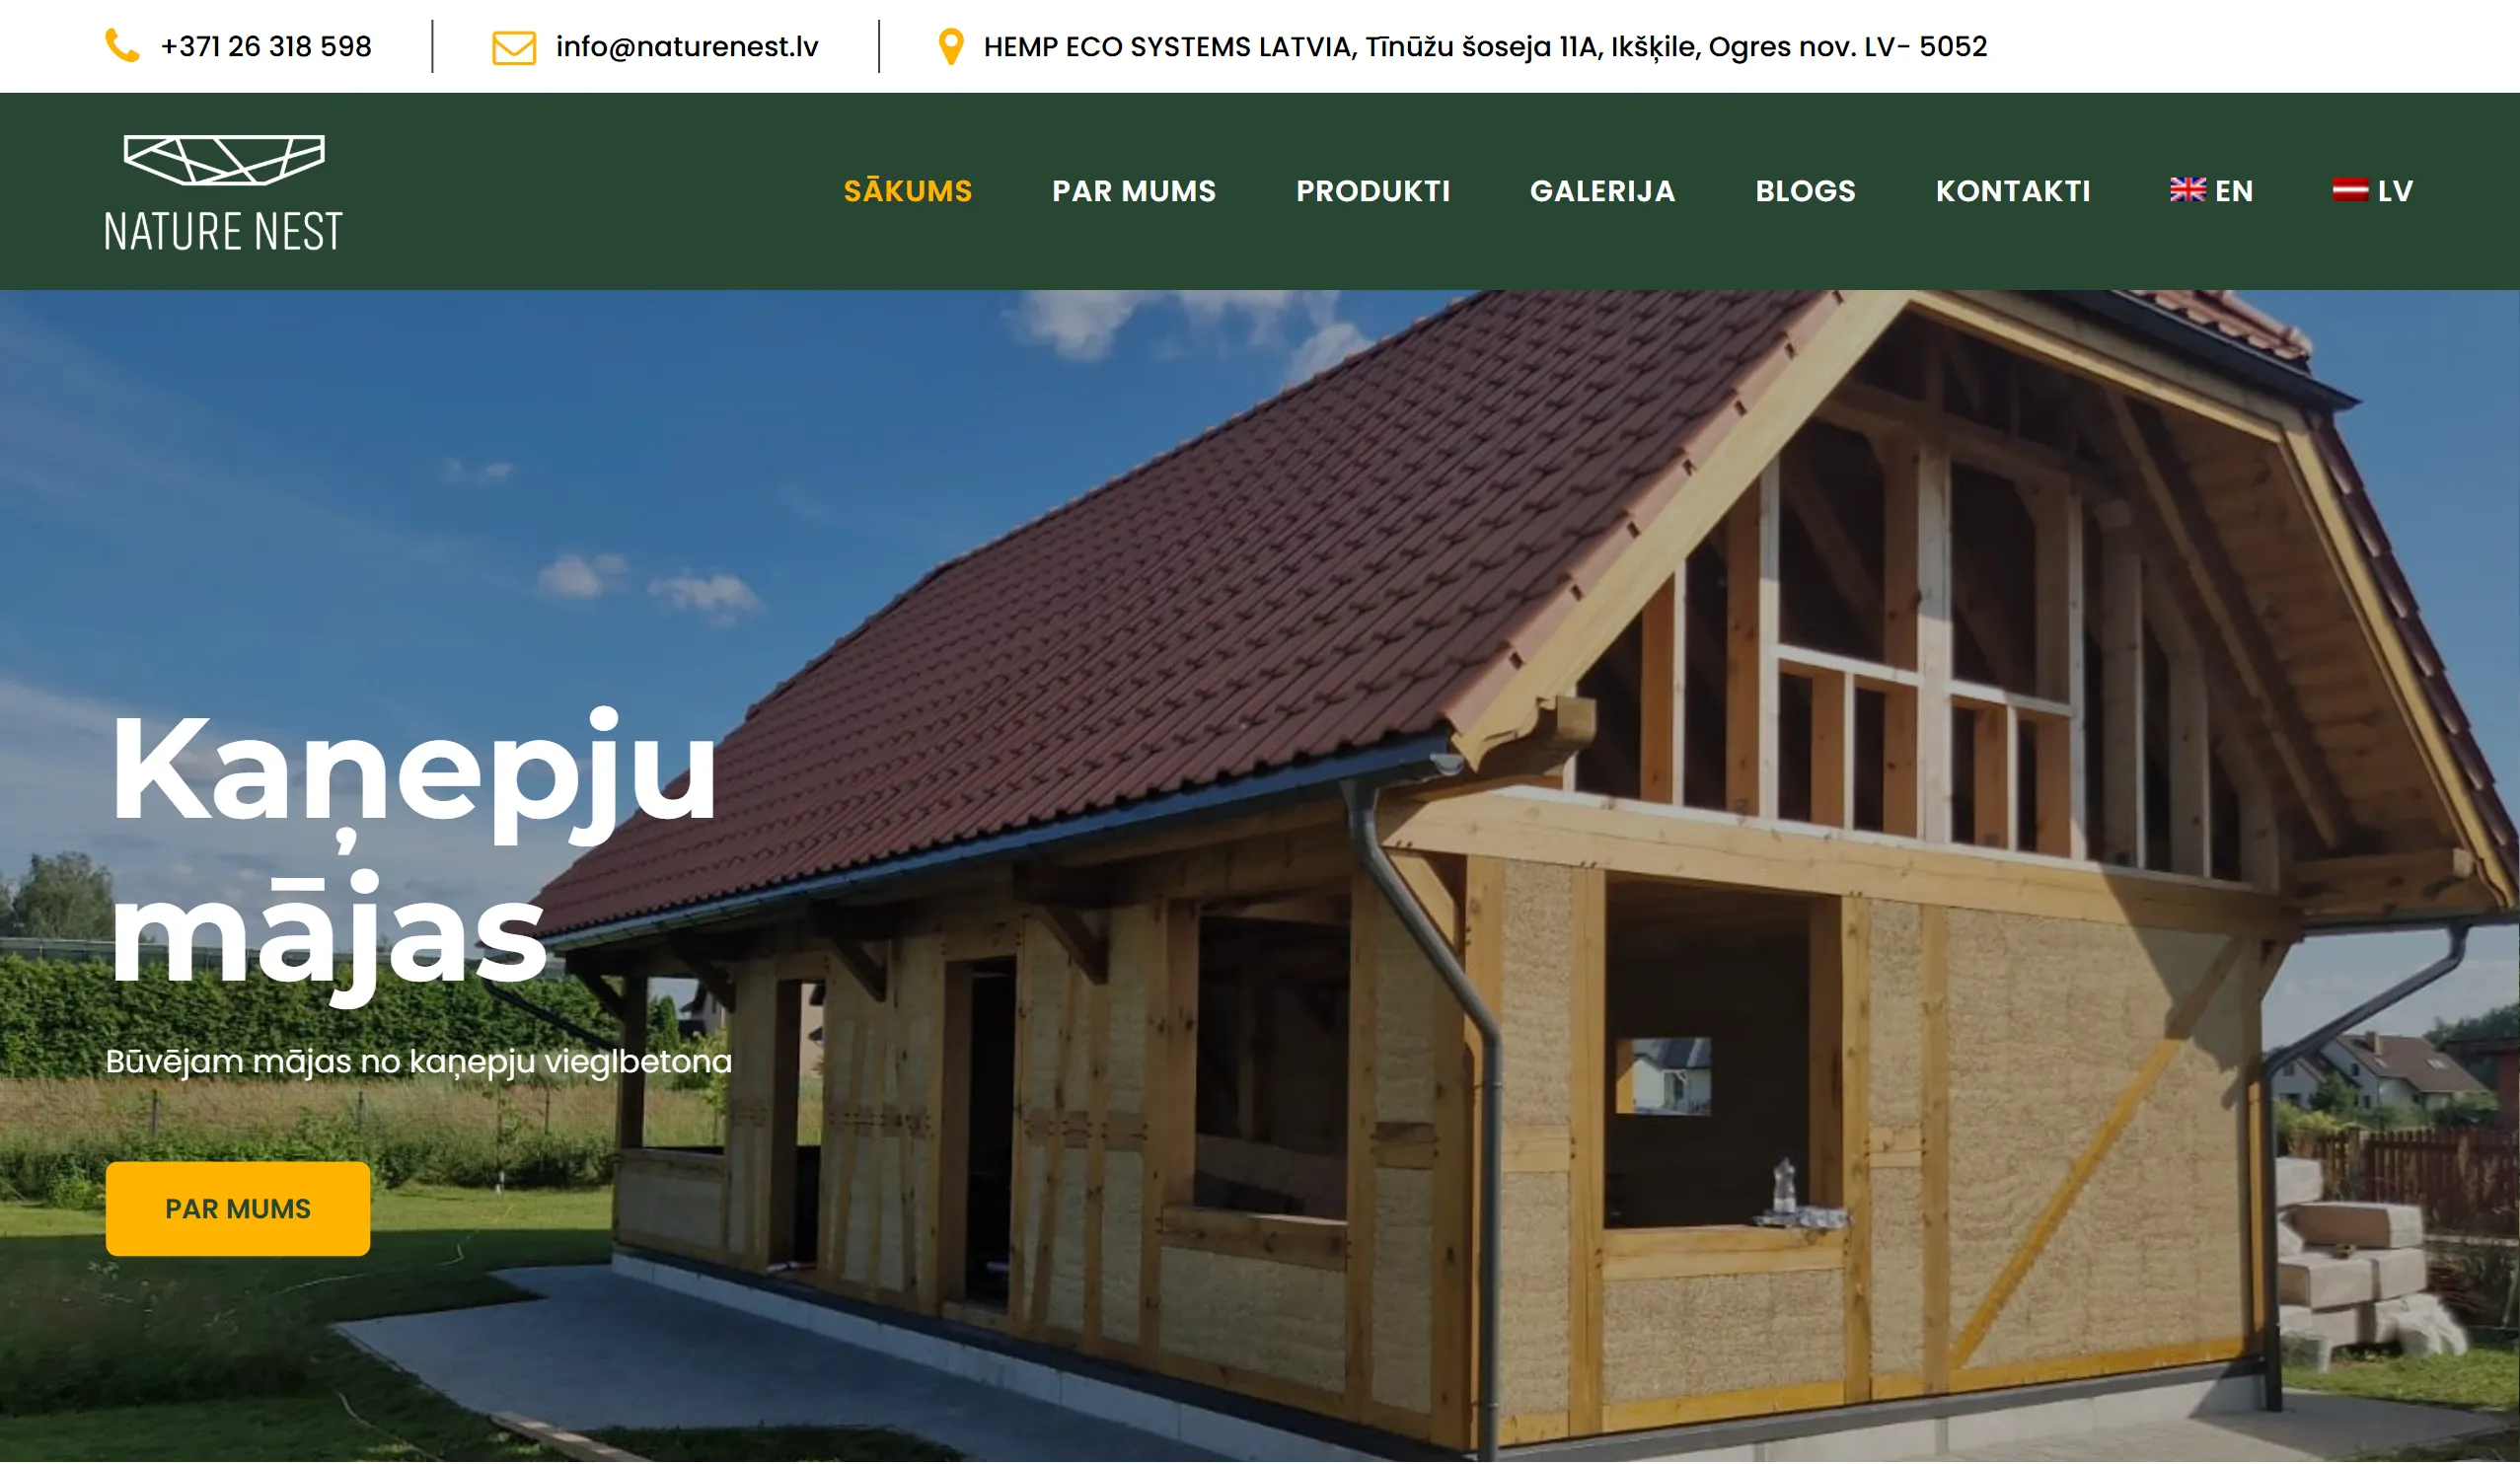 +371 26 318 598
info@naturenest.lv
HEMP ECO SYSTEMS LATVIA, Tīnūžu šoseja 11A, Ikšķile, Ogres nov. LV- 5052
NATURE NEST
SĀKUMS
PAR MUMS
PRODUKTI
GALERIJA
BLOGS
KONTAKTI
EN
LV
Kaņepju
mājas
Būvējam mājas no kaņepju vieglbetona
PAR MUMS